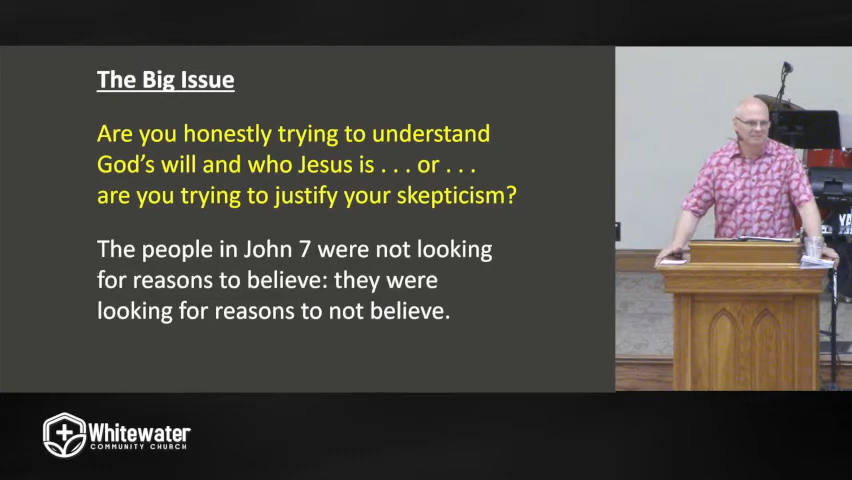 The Big Issue
Are you honestly trying to understand
God's will and who Jesus is . . . or . . .
are you trying to justify your skepticism?
The people in John 7 were not looking
for reasons to believe: they were
looking for reasons to not believe.
YA
Whitewater
COMMUNITY CHURCH